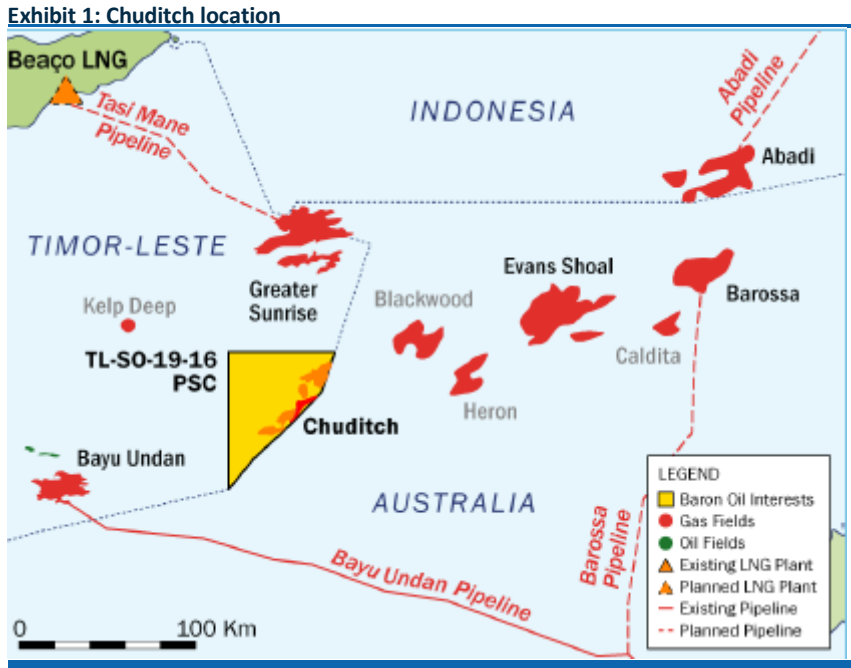 Exhibit 1: Chuditch location
Beaço LNG
Tasi Mane
Pipeline
INDONESIA
Abadi
Pipeline
Abadi
TIMOR-LESTE
Greater
Sunrise
Kelp Deep
Blackwood
Evans Shoal
Barossa
Caldita
Heron
TL-SO-19-16
PSC
Chuditch
Bayu Undan
AUSTRALIA
Bayu Undan Pipeline
Barossa
Pipeline
LEGEND
Baron Oil Interests
Gas Fields
Oil Fields
Existing LNG Plant
Planned LNG Plant
Existing Pipeline
Planned Pipeline
0 100 Km